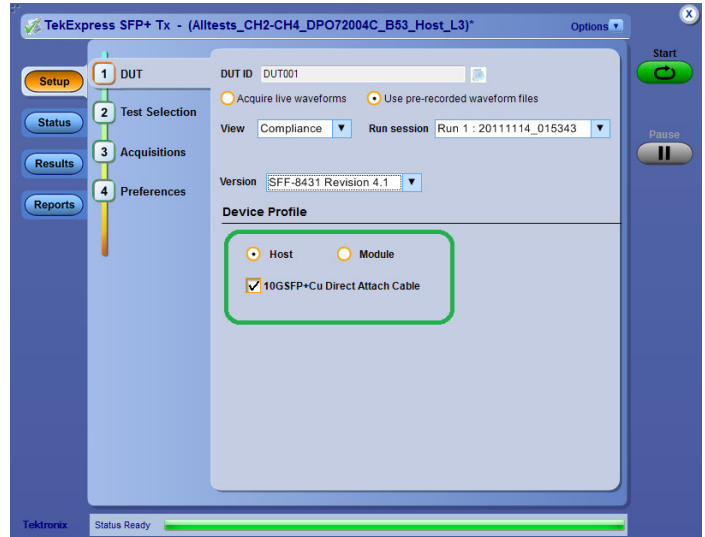 TekExpress SFP+ Tx - (Alltests_CH2-CH4_DPO72004C_B53_Host_L3)*
Options
X
Start
Pause
Setup
Status
Results
Reports
1 DUT
2 Test Selection
3 Acquisitions
4 Preferences
DUT ID DUT001
Acquire live waveforms Use pre-recorded waveform files
View Compliance Run session Run 1 : 20111114_015343
Version SFF-8431 Revision 4.1
Device Profile
Host Module
10GSFP+Cu Direct Attach Cable
Tektronix Status Ready